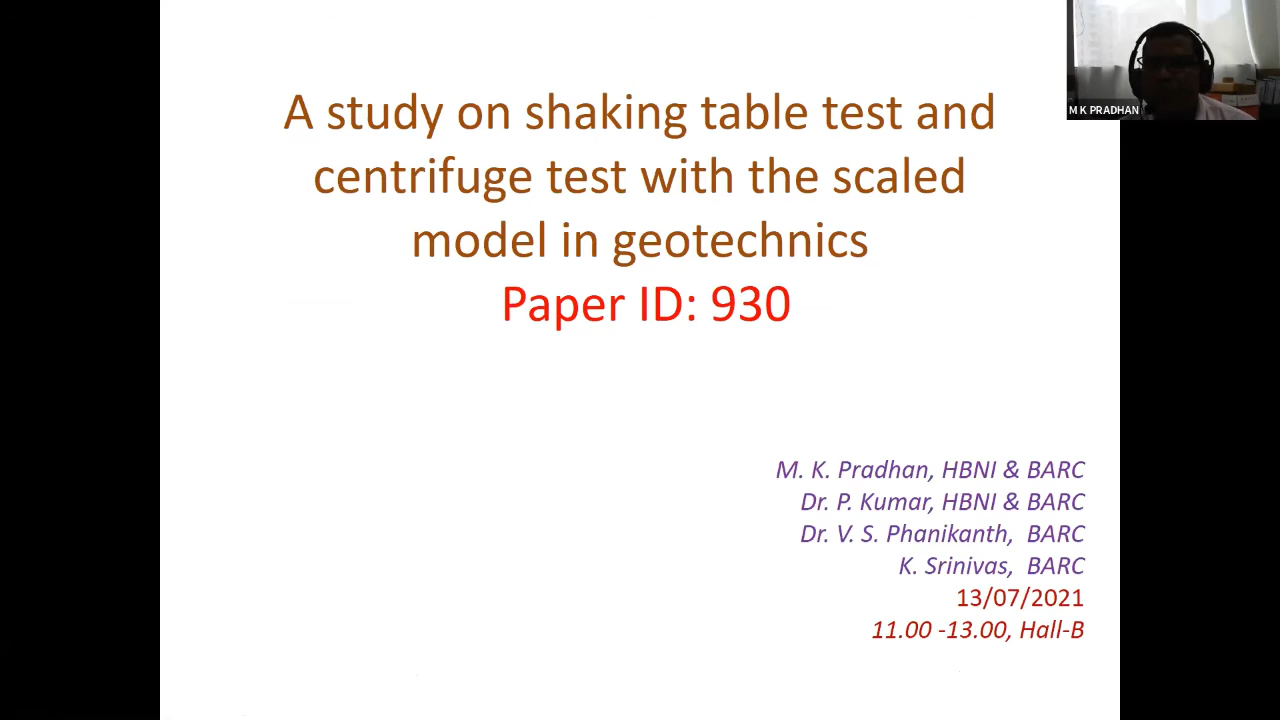 A study on shaking table test and
centrifuge test with the scaled
model in geotechnics
Paper ID: 930
M K PRADHAN
M. K. Pradhan, HBNI & BARC
Dr. P. Kumar, HBNI & BARC
Dr. V. S. Phanikanth, BARC
K. Srinivas, BARC
13/07/2021
11.00 -13.00, Hall-B